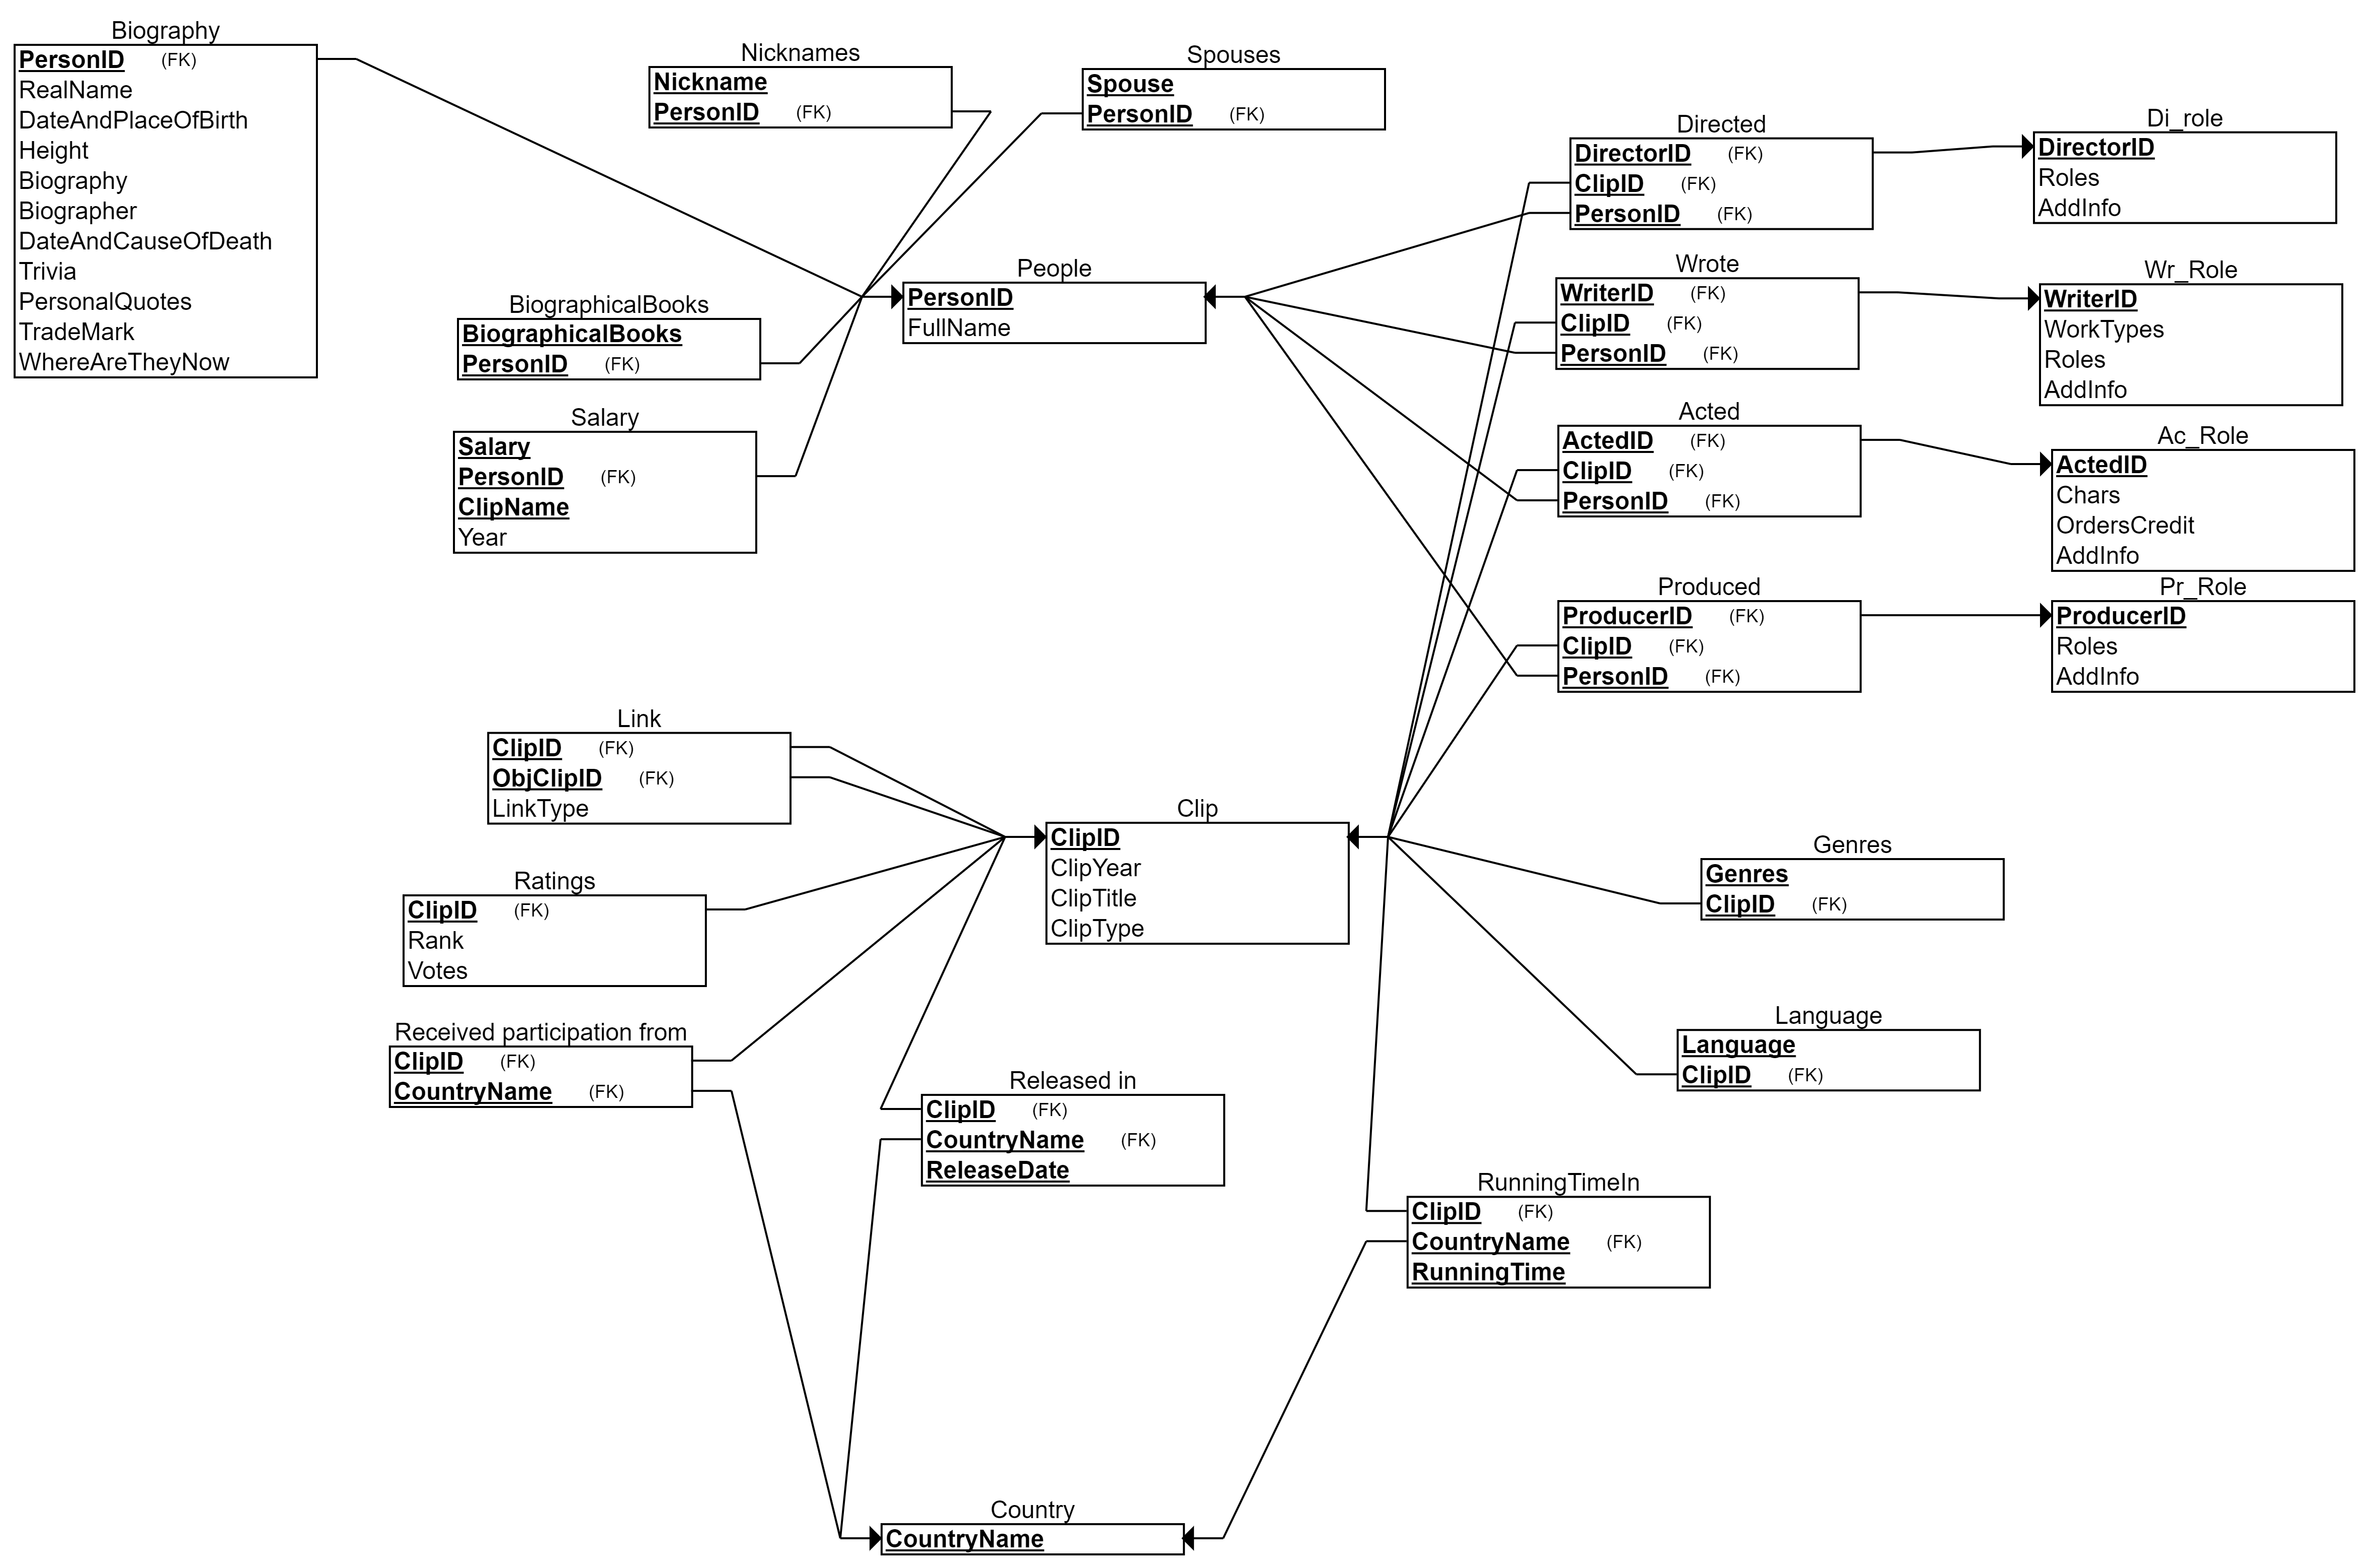 Biography
PersonID (FK)
RealName
DateAndPlaceOfBirth
Height
Biography
Biographer
DateAndCauseOfDeath
Trivia
PersonalQuotes
TradeMark
WhereAreTheyNow
Nicknames
Nickname
PersonID (FK)
Spouses
Spouse
PersonID (FK)
BiographicalBooks
BiographicalBooks
PersonID (FK)
Salary
Salary
PersonID (FK)
ClipName
Year
People
PersonID
FullName
Directed
DirectorID (FK)
ClipID (FK)
PersonID (FK)
Di_role
DirectorID
Roles
AddInfo
Wrote
WriterID (FK)
ClipID (FK)
PersonID (FK)
Wr_Role
WriterID
WorkTypes
Roles
AddInfo
Acted
ActedID (FK)
ClipID (FK)
PersonID (FK)
Ac_Role
ActedID
Chars
OrdersCredit
AddInfo
Produced
ProducerID (FK)
ClipID (FK)
PersonID (FK)
Pr_Role
ProducerID
Roles
AddInfo
Link
ClipID (FK)
ObjClipID (FK)
LinkType
Ratings
ClipID (FK)
Rank
Votes
Received participation from
ClipID (FK)
CountryName (FK)
Clip
ClipID
ClipYear
ClipTitle
ClipType
Genres
Genres
ClipID (FK)
Language
Language
ClipID (FK)
Released in
ClipID (FK)
CountryName (FK)
ReleaseDate
RunningTimeIn
ClipID (FK)
CountryName (FK)
RunningTime
Country
CountryName